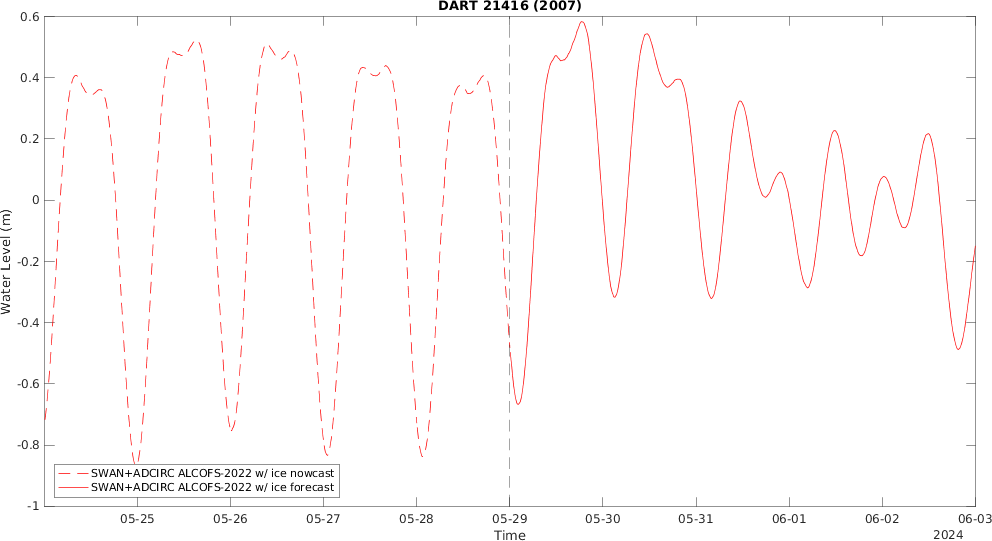 DART 21416 (2007)
0.6
0.4
0.2
0
-0.2
-0.4
-0.6
-0.8
-1
Water Level (m)
SWAN+ADCIRC ALCOFS-2022 w/ ice nowcast
SWAN+ADCIRC ALCOFS-2022 w/ ice forecast
05-25 05-26 05-27 05-28 05-29 05-30 05-31 06-01 06-02 06-03
Time
2024